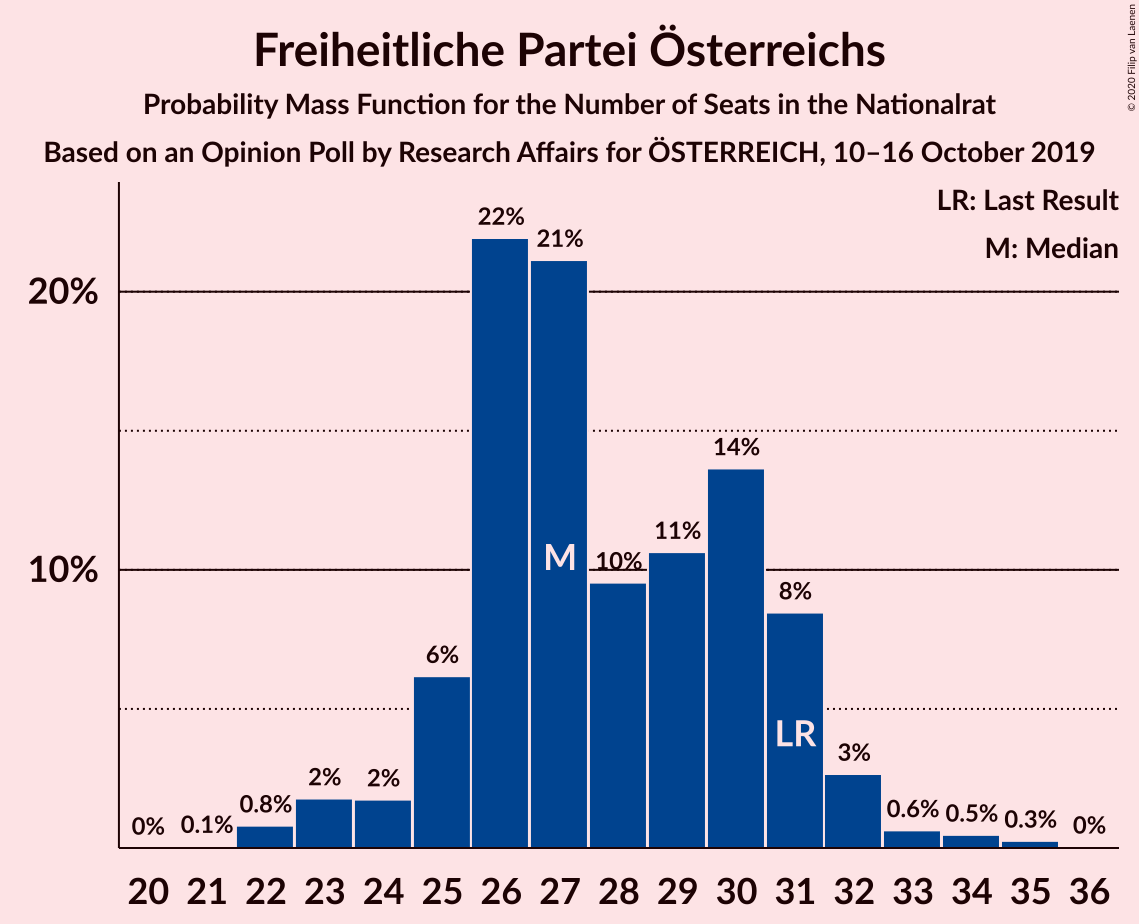 Freiheitliche Partei Österreichs
Probability Mass Function for the Number of Seats in the Nationalrat
Based on an Opinion Poll by Research Affairs for ÖSTERREICH, 10–16 October 2019
© 2020 Filip van Laenen
LR: Last Result
M: Median
20%
10%
0%
0.1%
0.8%
2%
2%
6%
22%
21%
10%
11%
14%
8%
3%
0.6%
0.5%
0.3%
0%
M
LR
20 21 22 23 24 25 26 27 28 29 30 31 32 33 34 35 36